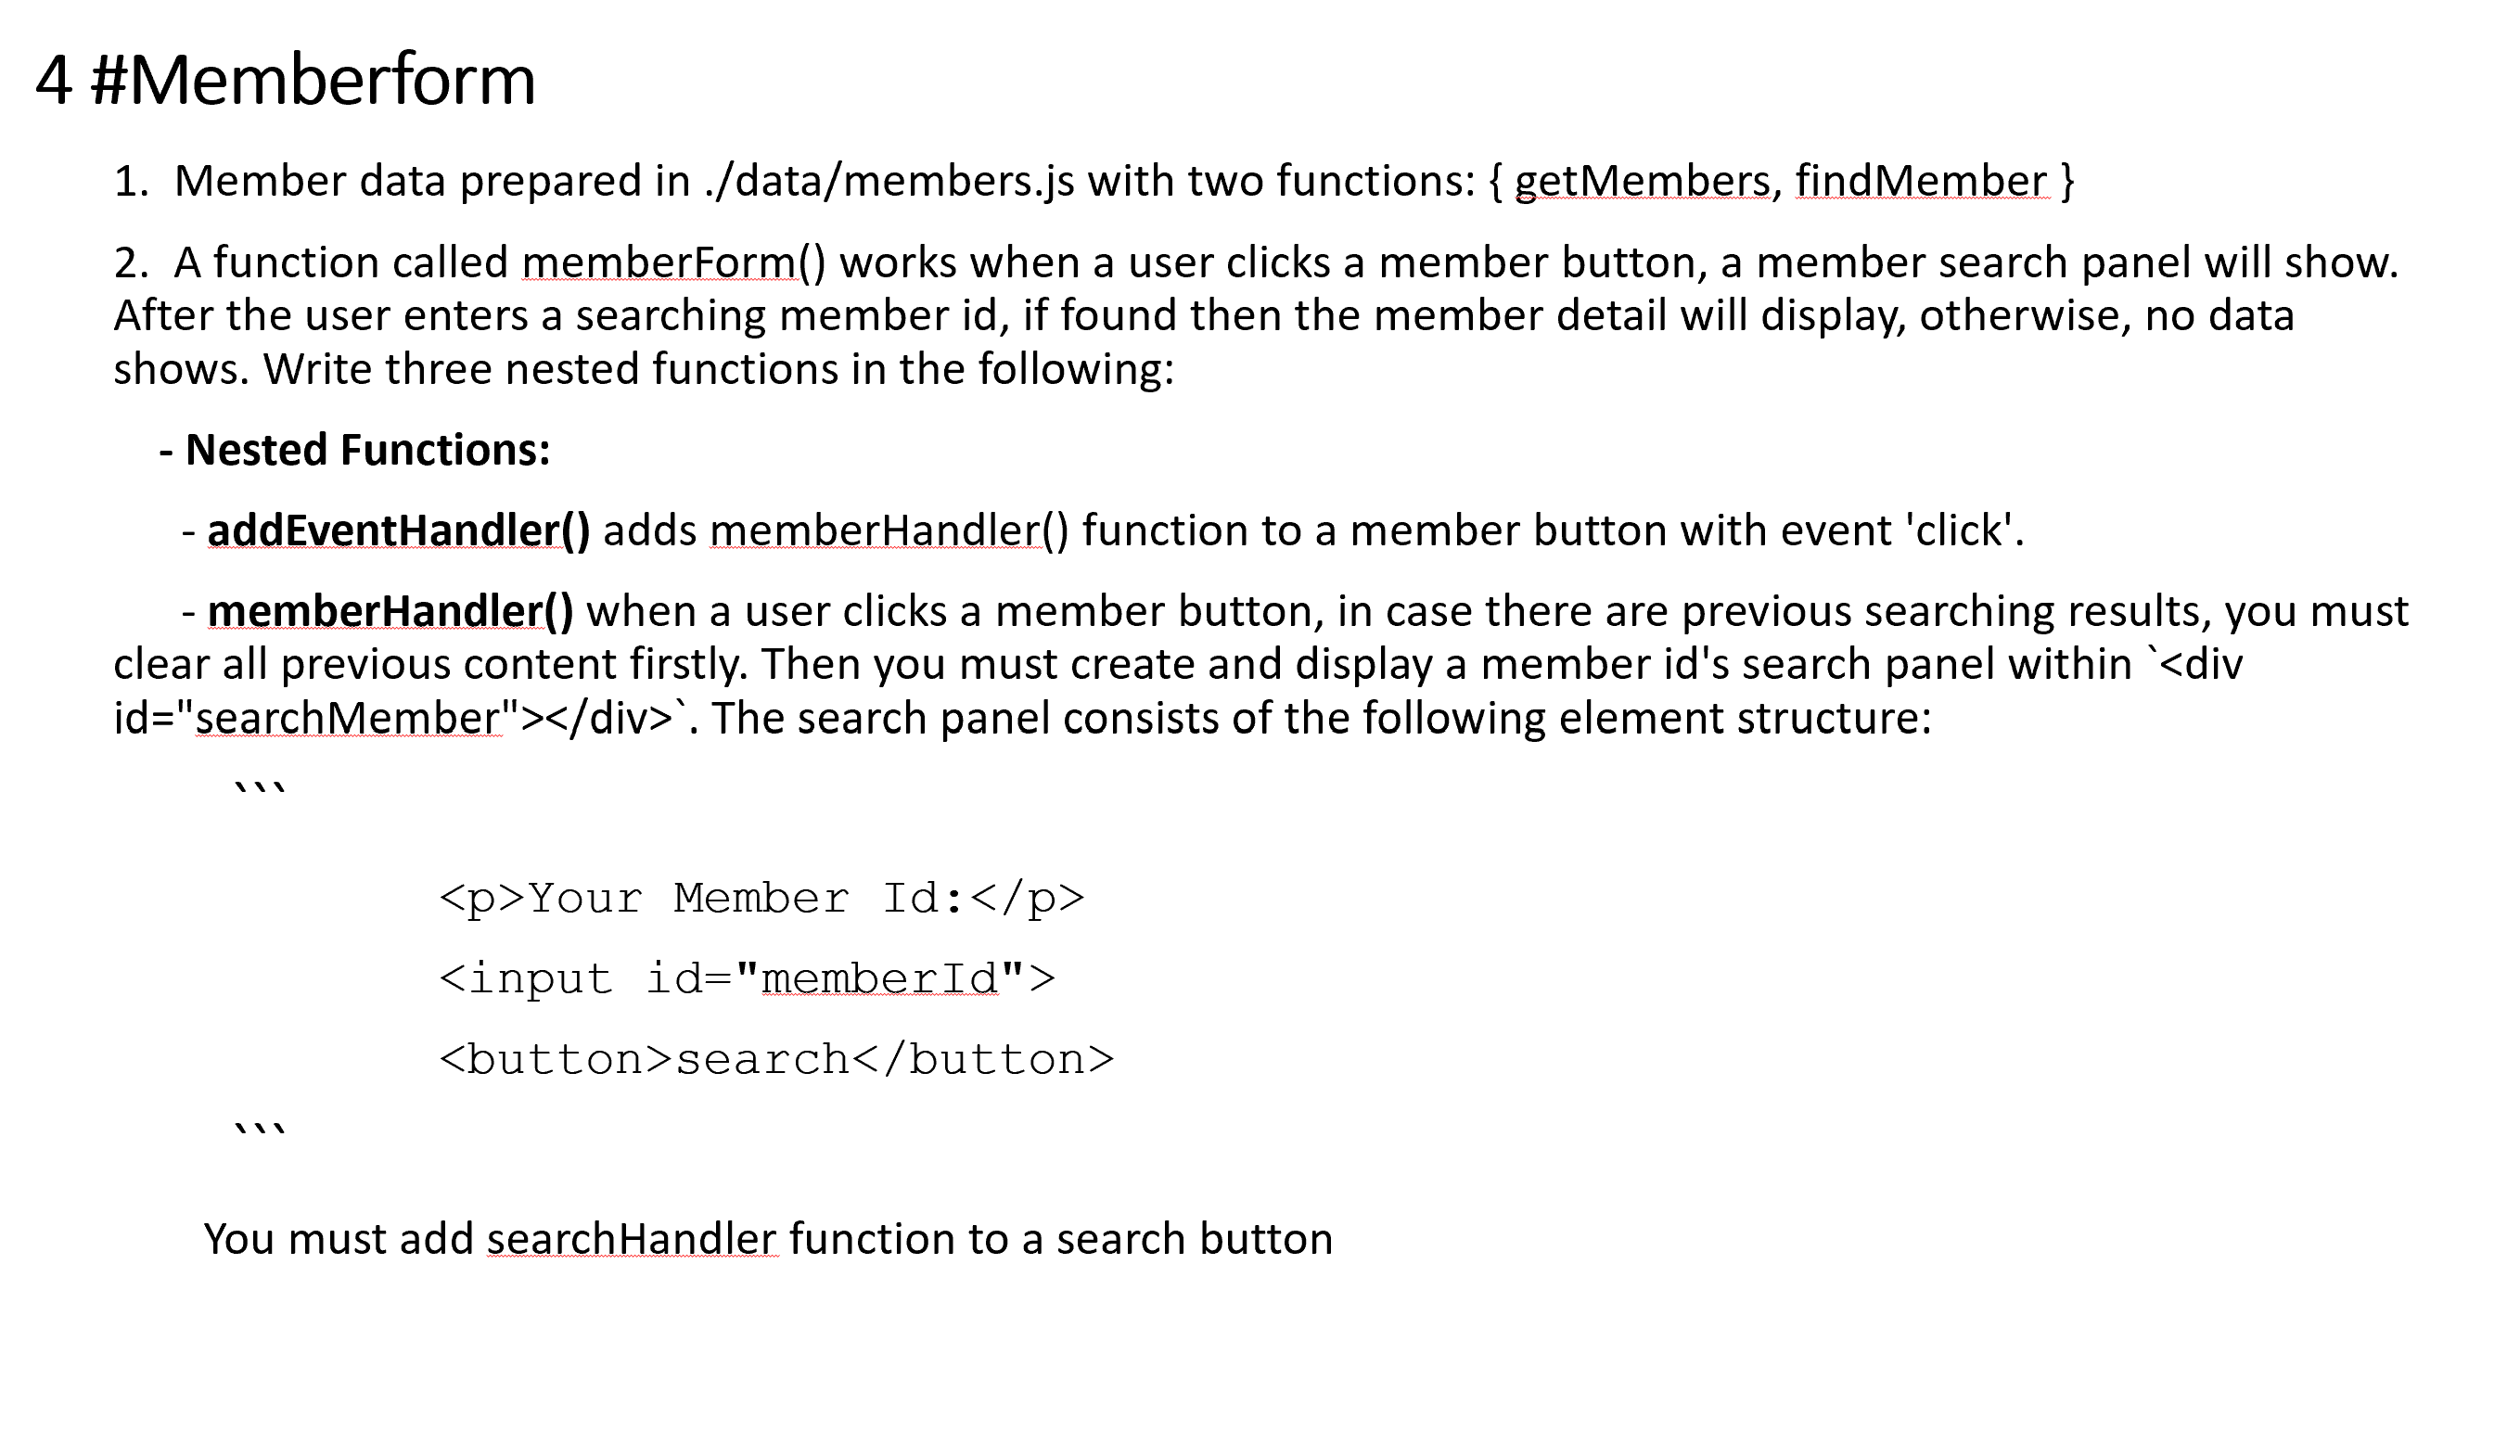 4 #Memberform
1. Member data prepared in ./data/members.js with two functions: { getMembers, findMember }
2. A function called memberForm() works when a user clicks a member button, a member search panel will show.
After the user enters a searching member id, if found then the member detail will display, otherwise, no data
shows. Write three nested functions in the following:
- Nested Functions:
- addEventHandler() adds memberHandler() function to a member button with event 'click'.
- memberHandler() when a user clicks a member button, in case there are previous searching results, you must
clear all previous content firstly. Then you must create and display a member id's search panel within `<div
id="searchMember"></div>`. The search panel consists of the following element structure:
```
<p>Your Member Id:</p>
<input id="memberId">
<button>search</button>
```
You must add searchHandler function to a search button